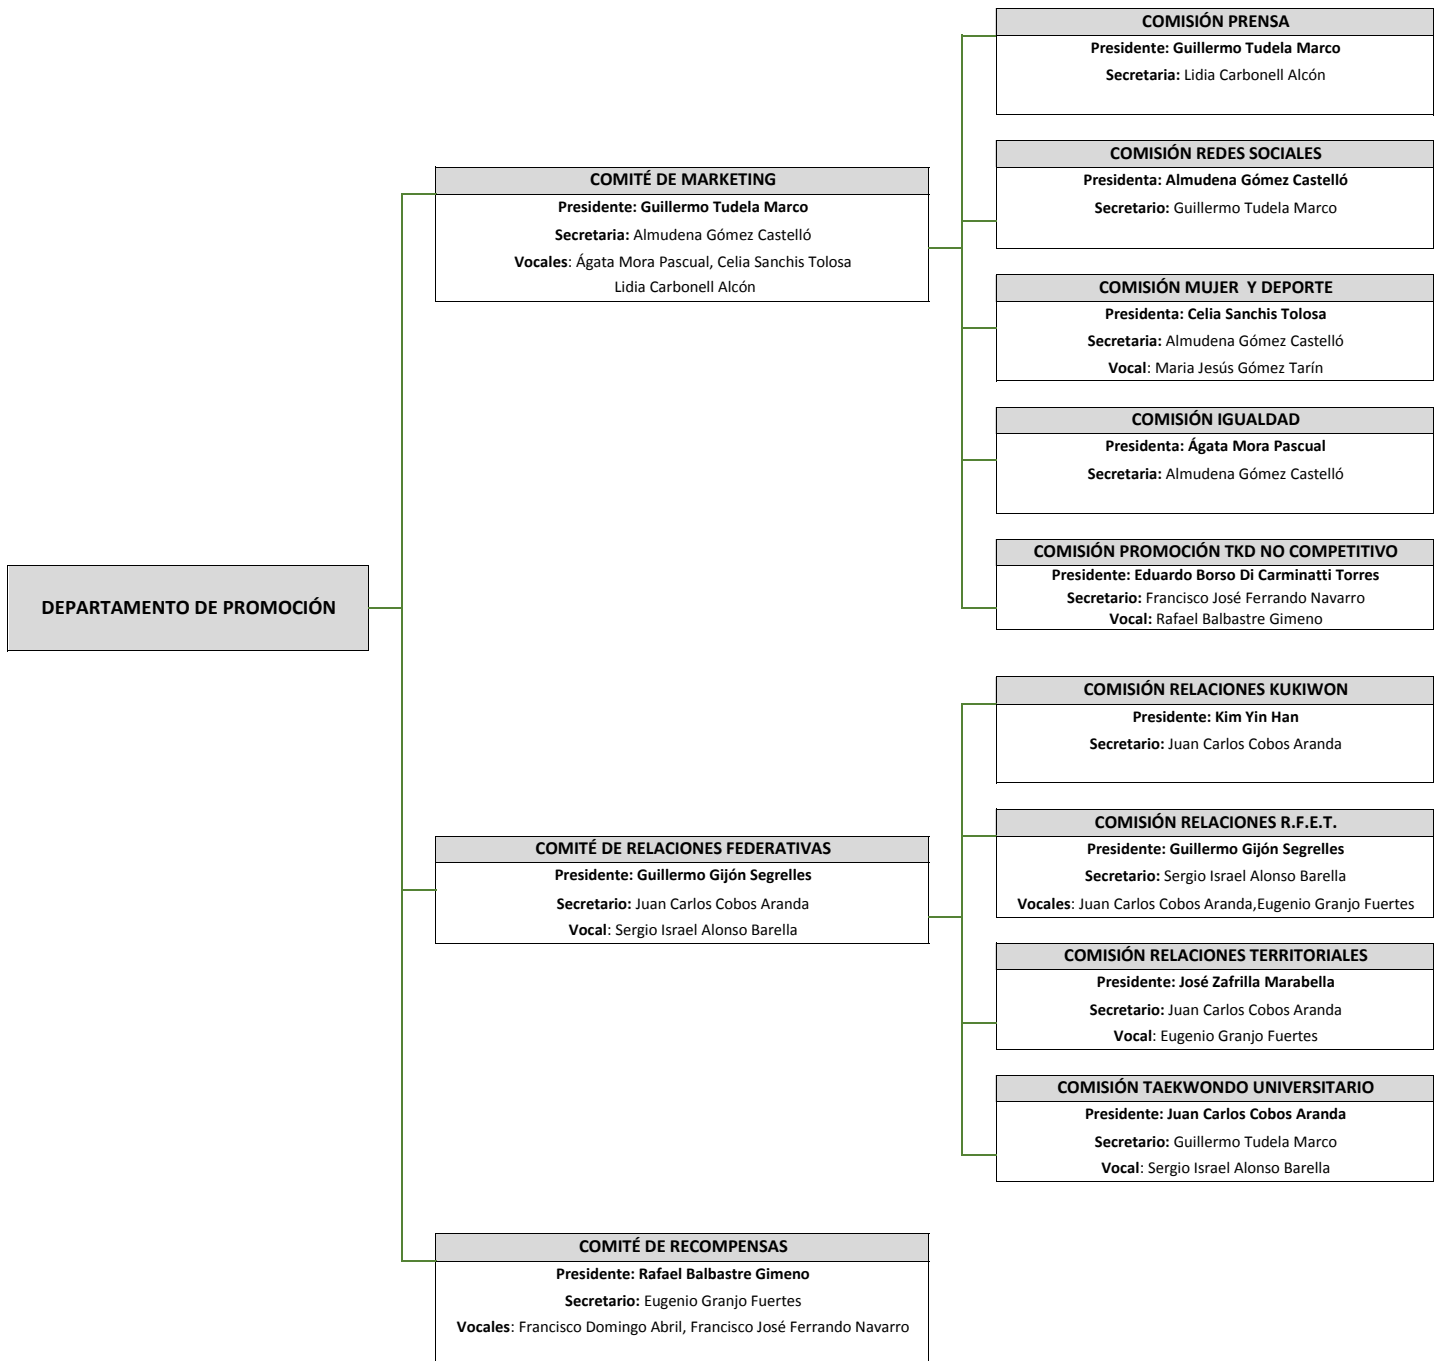 DEPARTAMENTO DE PROMOCIÓN
COMITÉ DE MARKETING
Presidente: Guillermo Tudela Marco
Secretaria: Almudena Gómez Castelló
Vocales: Ágata Mora Pascual, Celia Sanchis Tolosa
Lidia Carbonell Alcón
COMISIÓN PRENSA
Presidente: Guillermo Tudela Marco
Secretaria: Lidia Carbonell Alcón
COMISIÓN REDES SOCIALES
Presidenta: Almudena Gómez Castelló
Secretario: Guillermo Tudela Marco
COMISIÓN MUJER  Y DEPORTE
Presidenta: Celia Sanchis Tolosa
Secretaria: Almudena Gómez Castelló
Vocal: Maria Jesús Gómez Tarín
COMISIÓN IGUALDAD
Presidenta: Ágata Mora Pascual
Secretaria: Almudena Gómez Castelló
COMISIÓN PROMOCIÓN TKD NO COMPETITIVO
Presidente: Eduardo Borso Di Carminatti Torres
Secretario: Francisco José Ferrando Navarro
Vocal: Rafael Balbastre Gimeno
COMITÉ DE RELACIONES FEDERATIVAS
Presidente: Guillermo Gijón Segrelles
Secretario: Juan Carlos Cobos Aranda
Vocal: Sergio Israel Alonso Barella
COMISIÓN RELACIONES KUKIWON
Presidente: Kim Yin Han
Secretario: Juan Carlos Cobos Aranda
COMISIÓN RELACIONES R.F.E.T.
Presidente: Guillermo Gijón Segrelles
Secretario: Sergio Israel Alonso Barella
Vocales: Juan Carlos Cobos Aranda,Eugenio Granjo Fuertes
COMISIÓN RELACIONES TERRITORIALES
Presidente: José Zafrilla Marabella
Secretario: Juan Carlos Cobos Aranda
Vocal: Eugenio Granjo Fuertes
COMISIÓN TAEKWONDO UNIVERSITARIO
Presidente: Juan Carlos Cobos Aranda
Secretario: Guillermo Tudela Marco
Vocal: Sergio Israel Alonso Barella
COMITÉ DE RECOMPENSAS
Presidente: Rafael Balbastre Gimeno
Secretario: Eugenio Granjo Fuertes
Vocales: Francisco Domingo Abril, Francisco José Ferrando Navarro